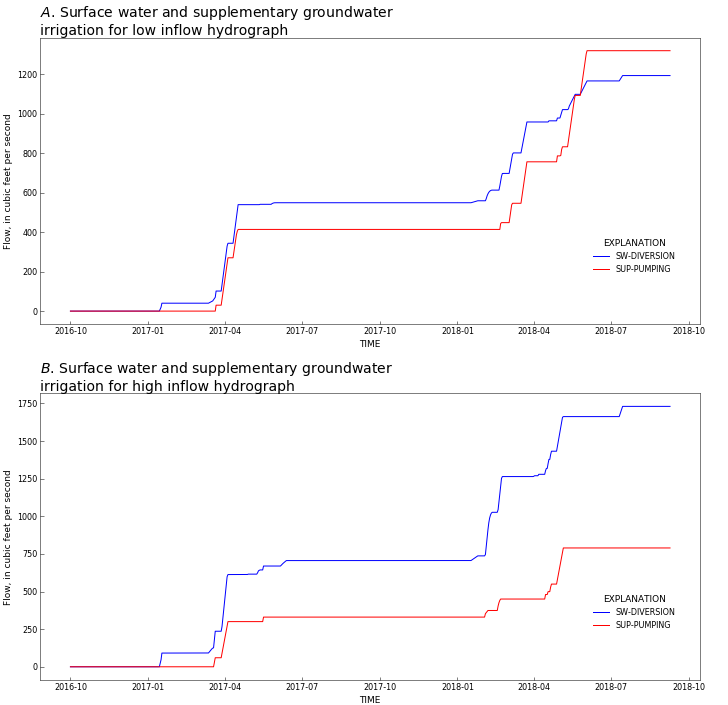 A. Surface water and supplementary groundwater
irrigation for low inflow hydrograph
1200
1000
800
600
400
200
0
Flow, in cubic feet per second
EXPLANATION
SW-DIVERSION
SUP-PUMPING
2016-10 2017-01 2017-04 2017-07 2017-10 2018-01 2018-04 2018-07 2018-10
TIME
B. Surface water and supplementary groundwater
irrigation for high inflow hydrograph
1750
1500
1250
1000
750
500
250
0
Flow, in cubic feet per second
EXPLANATION
SW-DIVERSION
SUP-PUMPING
2016-10 2017-01 2017-04 2017-07 2017-10 2018-01 2018-04 2018-07 2018-10
TIME